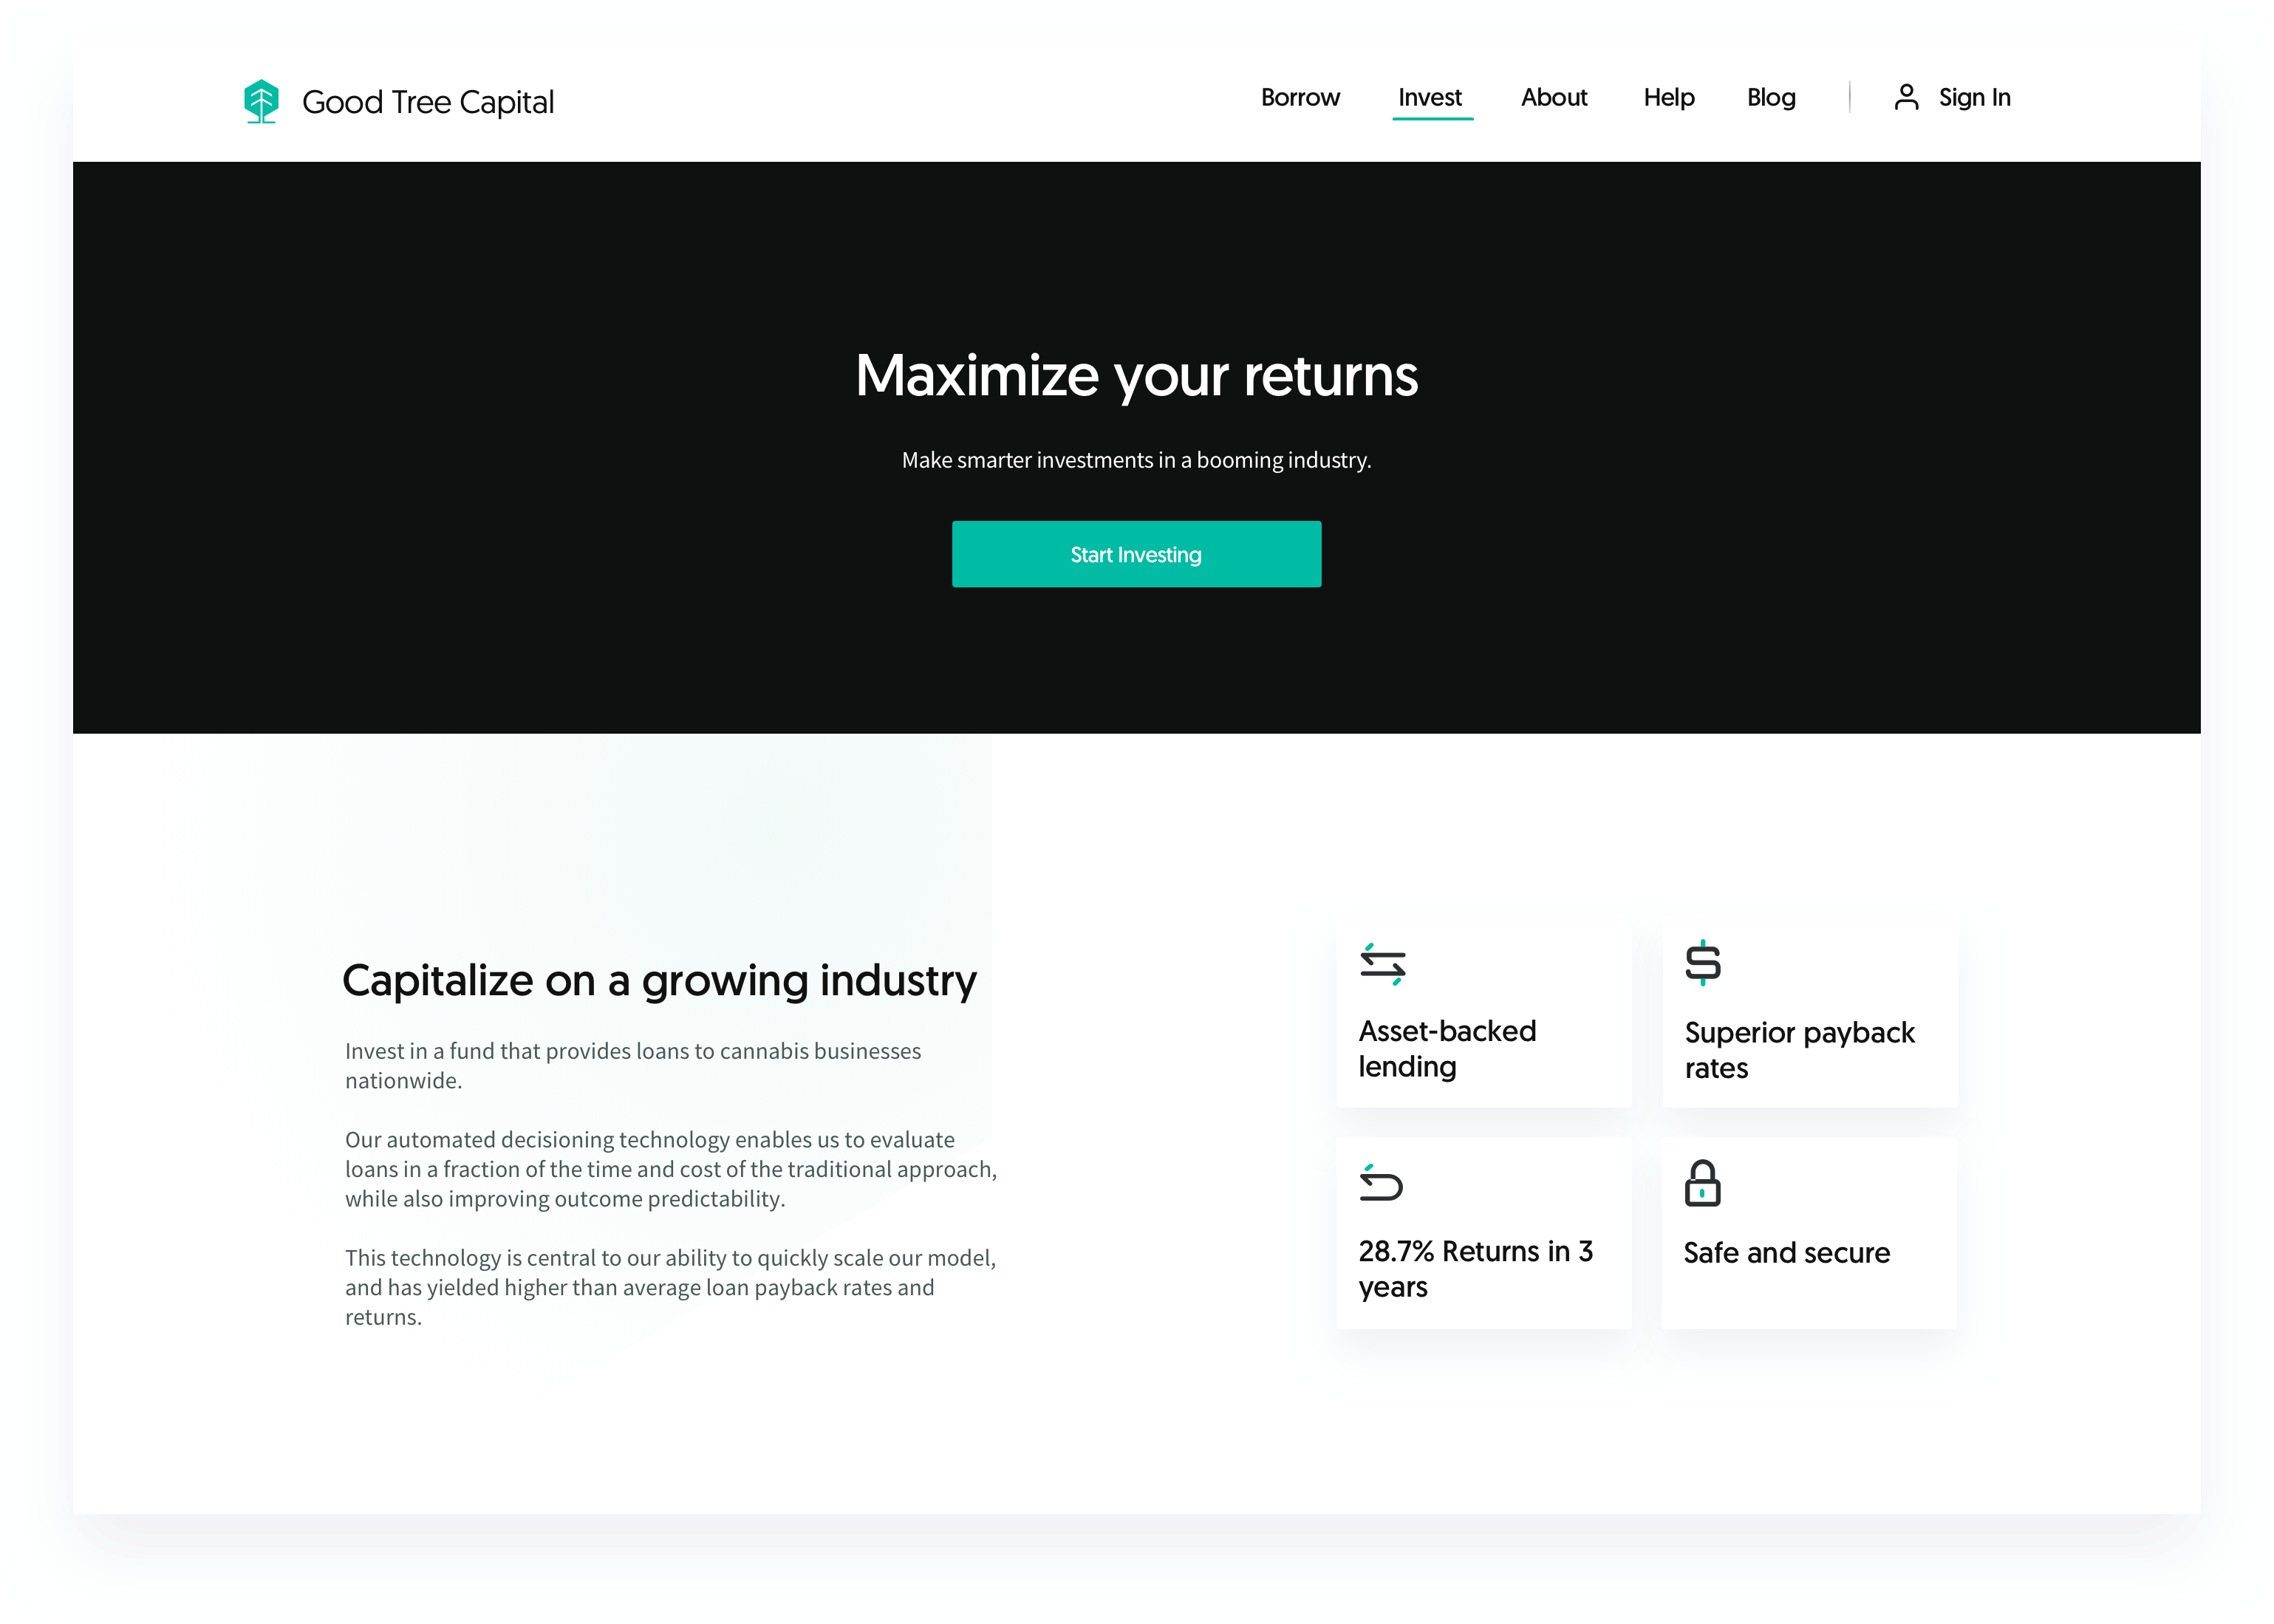 Good Tree Capital
Borrow Invest About Help Blog Sign In
Maximize your returns
Make smarter investments in a booming industry.
Start Investing
Capitalize on a growing industry
Invest in a fund that provides loans to cannabis businesses
nationwide.
Our automated decisioning technology enables us to evaluate
loans in a fraction of the time and cost of the traditional approach,
while also improving outcome predictability.
This technology is central to our ability to quickly scale our model,
and has yielded higher than average loan payback rates and
returns.
Asset-backed
lending
Superior payback
rates
28.7% Returns in 3
years
Safe and secure